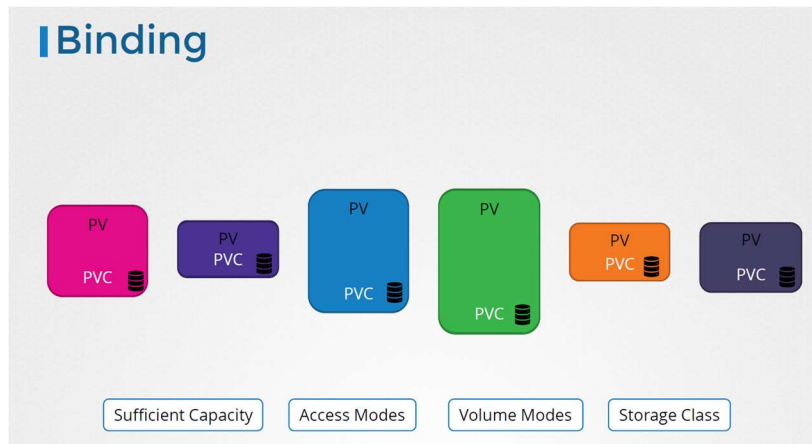 Binding
PV
PVC
PV
PVC
PV
PVC
PV
PVC
PV
PVC
PV
PVC
Sufficient Capacity
Access Modes
Volume Modes
Storage Class